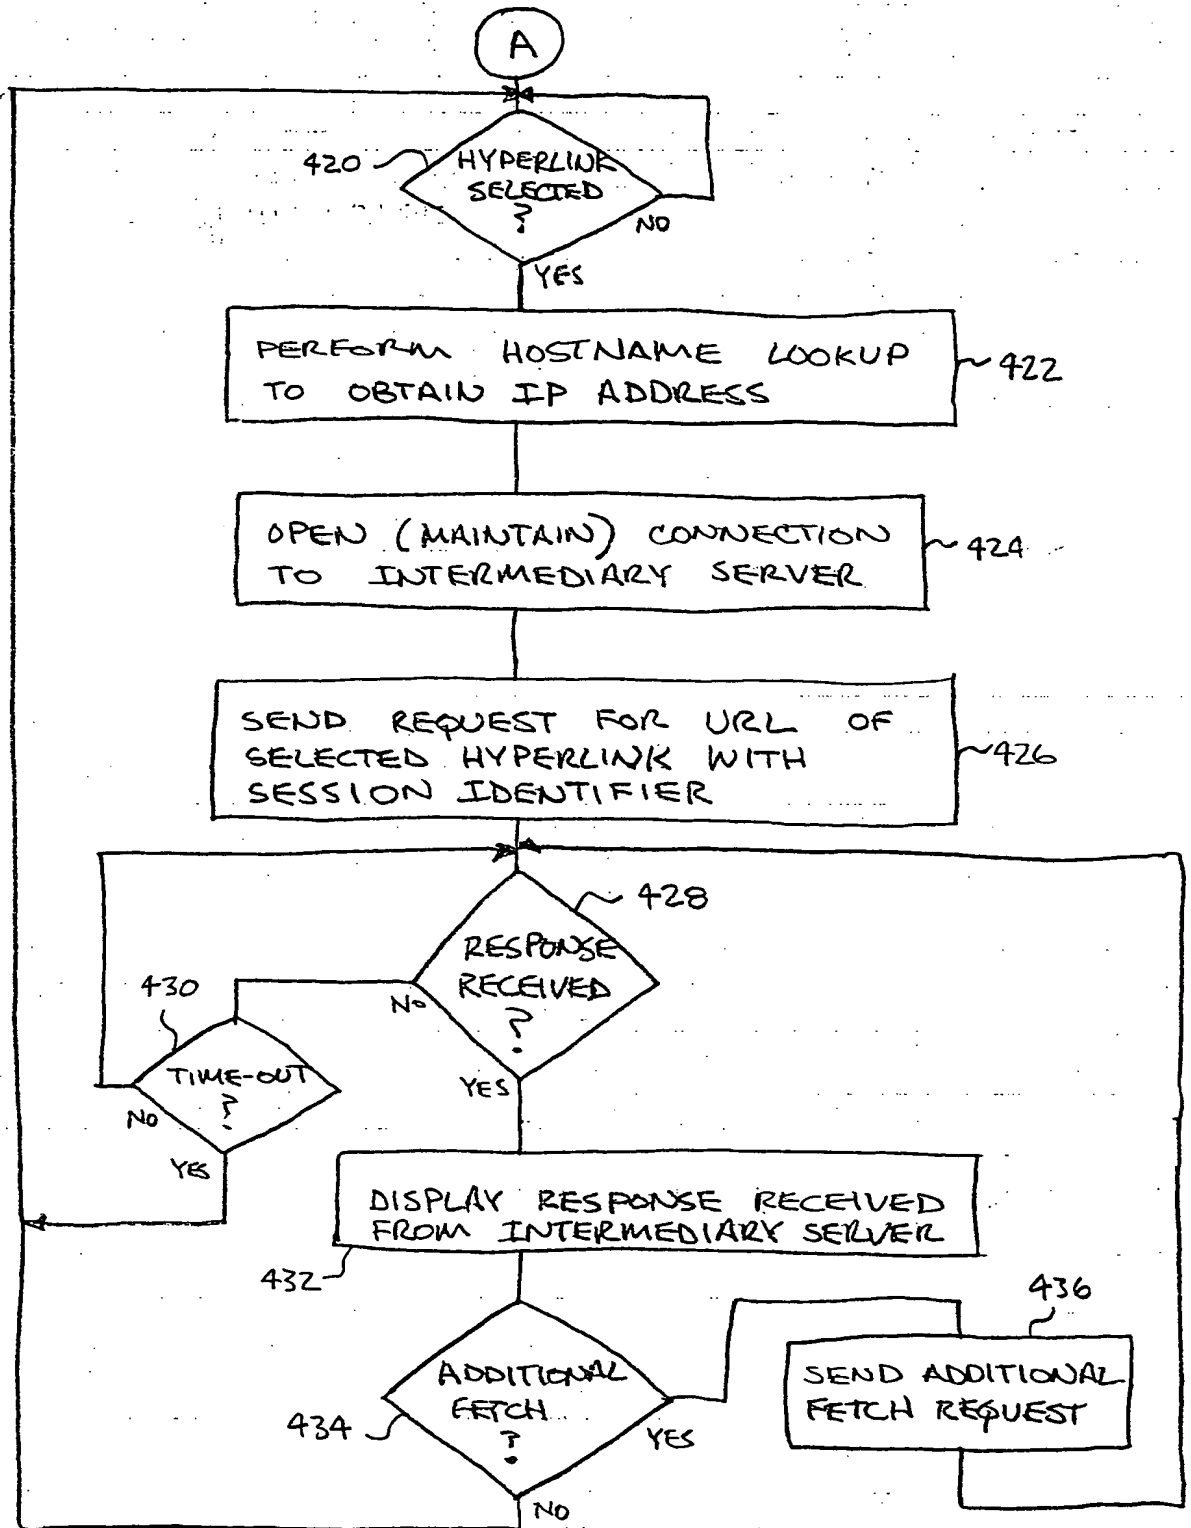 A
420
HYPERLINK
SELECTED
?
NO
YES
PERFORM HOSTNAME LOOKUP
TO OBTAIN IP ADDRESS
422
OPEN (MAINTAIN) CONNECTION
TO INTERMEDIARY SERVER
424
SEND REQUEST FOR URL OF
SELECTED HYPERLINK WITH
SESSION IDENTIFIER
426
428
RESPONSE
RECEIVED
?
NO
YES
430
TIME-OUT
?
NO
YES
DISPLAY RESPONSE RECEIVED
FROM INTERMEDIARY SERVER
432
ADDITIONAL
FETCH
?
434
YES
NO
436
SEND ADDITIONAL
FETCH REQUEST